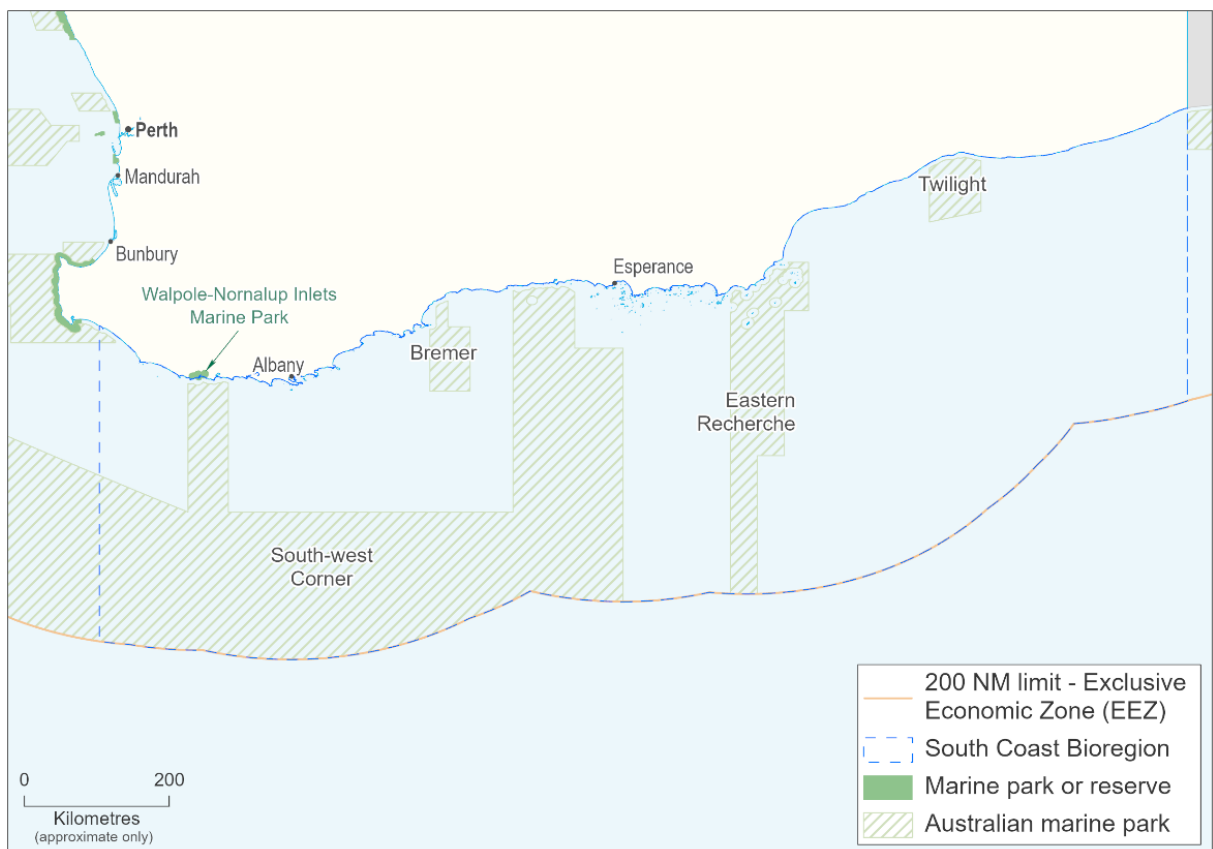 Perth
Mandurah
Bunbury
Walpole-Nornalup Inlets
Marine Park
Albany
Bremer
Esperance
Twilight
Eastern
Recherche
South-west
Corner
200 NM limit - Exclusive
Economic Zone (EEZ)
South Coast Bioregion
Marine park or reserve
Australian marine park
0 200
Kilometres
(approximate only)